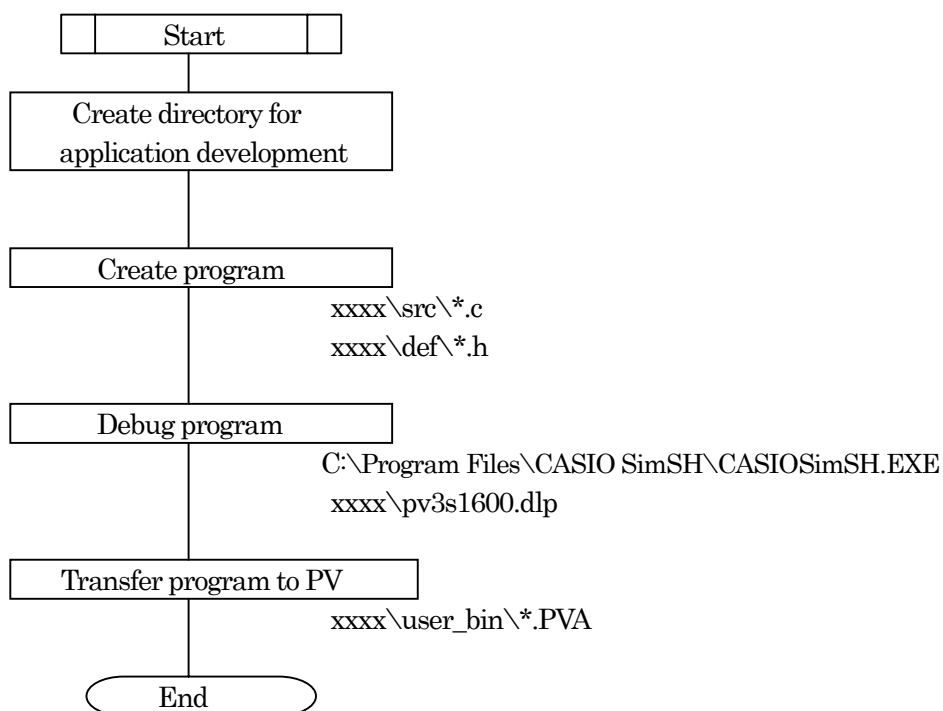 Start
Create directory for
application development
Create program
xxxx\src\*.c
xxxx\def\*.h
Debug program
C:\Program Files\CASIO SimSH\CASIOSimSH.EXE
xxxx\pv3s1600.dlp
Transfer program to PV
xxxx\user_bin\*.PVA
End